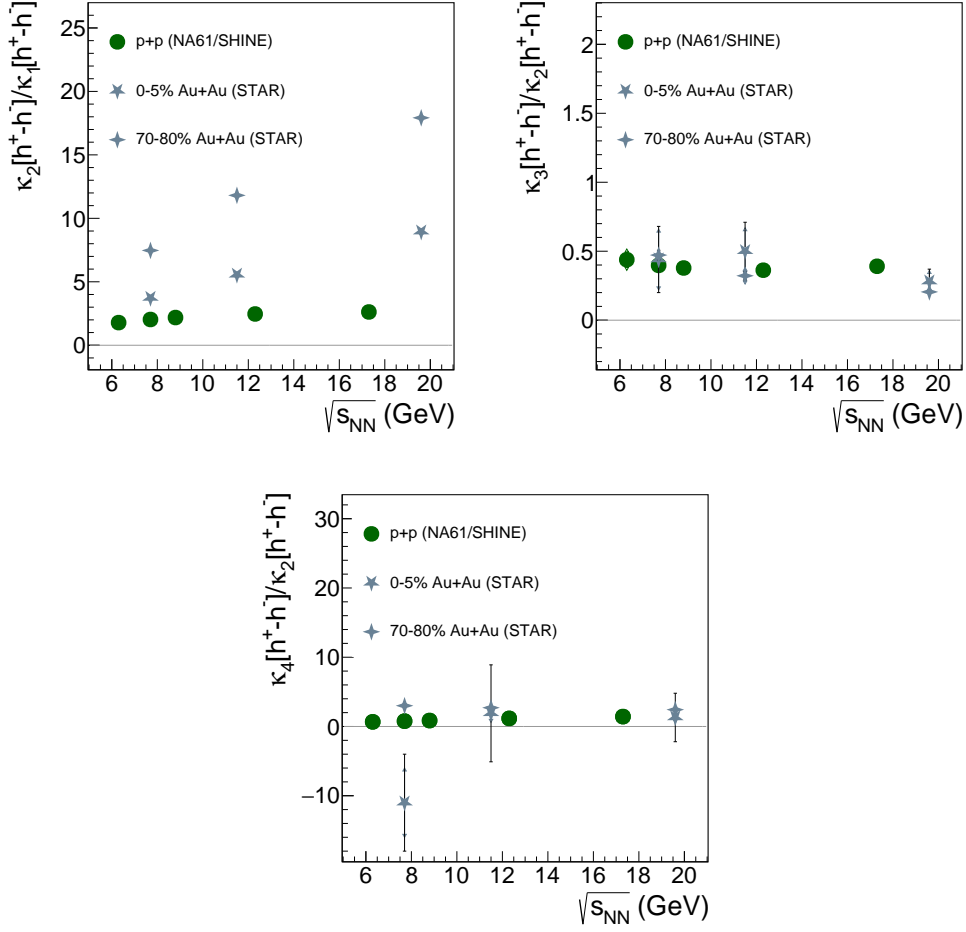 κ₂[h⁺-h⁻]/κ₁[h⁺-h⁻]
25
20
15
10
5
0
p+p (NA61/SHINE)
0-5% Au+Au (STAR)
70-80% Au+Au (STAR)
6 8 10 12 14 16 18 20
√s_NN (GeV)
κ₃[h⁺-h⁻]/κ₂[h⁺-h⁻]
2
1.5
1
0.5
0
p+p (NA61/SHINE)
0-5% Au+Au (STAR)
70-80% Au+Au (STAR)
6 8 10 12 14 16 18 20
√s_NN (GeV)
κ₄[h⁺-h⁻]/κ₂[h⁺-h⁻]
30
20
10
0
−10
p+p (NA61/SHINE)
0-5% Au+Au (STAR)
70-80% Au+Au (STAR)
6 8 10 12 14 16 18 20
√s_NN (GeV)